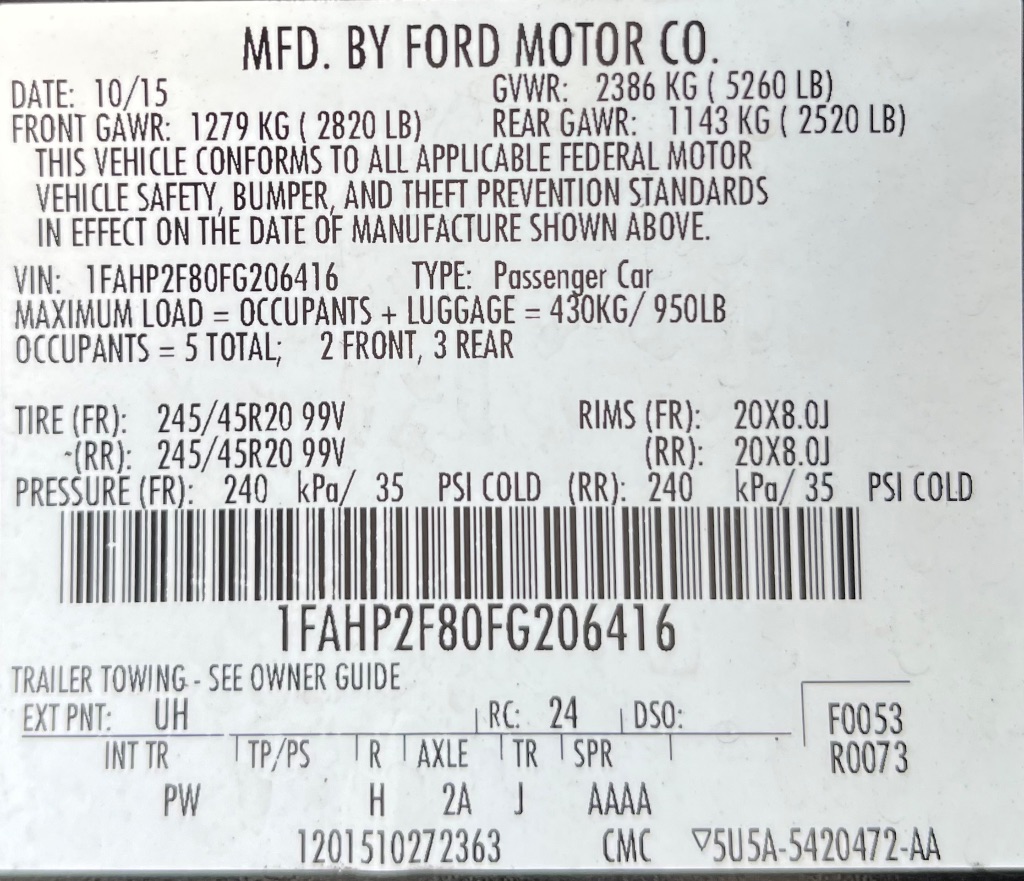 MFD. BY FORD MOTOR CO.
DATE: 10/15 GVWR: 2386 KG ( 5260 LB)
FRONT GAWR: 1279 KG ( 2820 LB) REAR GAWR: 1143 KG ( 2520 LB)
THIS VEHICLE CONFORMS TO ALL APPLICABLE FEDERAL MOTOR
VEHICLE SAFETY, BUMPER, AND THEFT PREVENTION STANDARDS
IN EFFECT ON THE DATE OF MANUFACTURE SHOWN ABOVE.
VIN: 1FAHP2F80FG206416 TYPE: Passenger Car
MAXIMUM LOAD = OCCUPANTS + LUGGAGE = 430KG/ 950LB
OCCUPANTS = 5 TOTAL; 2 FRONT, 3 REAR
TIRE (FR): 245/45R20 99V RIMS (FR): 20X8.0J
(RR): 245/45R20 99V (RR): 20X8.0J
PRESSURE (FR): 240 kPa/ 35 PSI COLD (RR): 240 kPa/ 35 PSI COLD
1FAHP2F80FG206416
TRAILER TOWING - SEE OWNER GUIDE
EXT PNT: UH RC: 24 DSO: F0053
INT TR TP/PS R AXLE TR SPR R0073
PW H 2A J AAAA
1201510272363 CMC ▽5U5A-5420472-AA